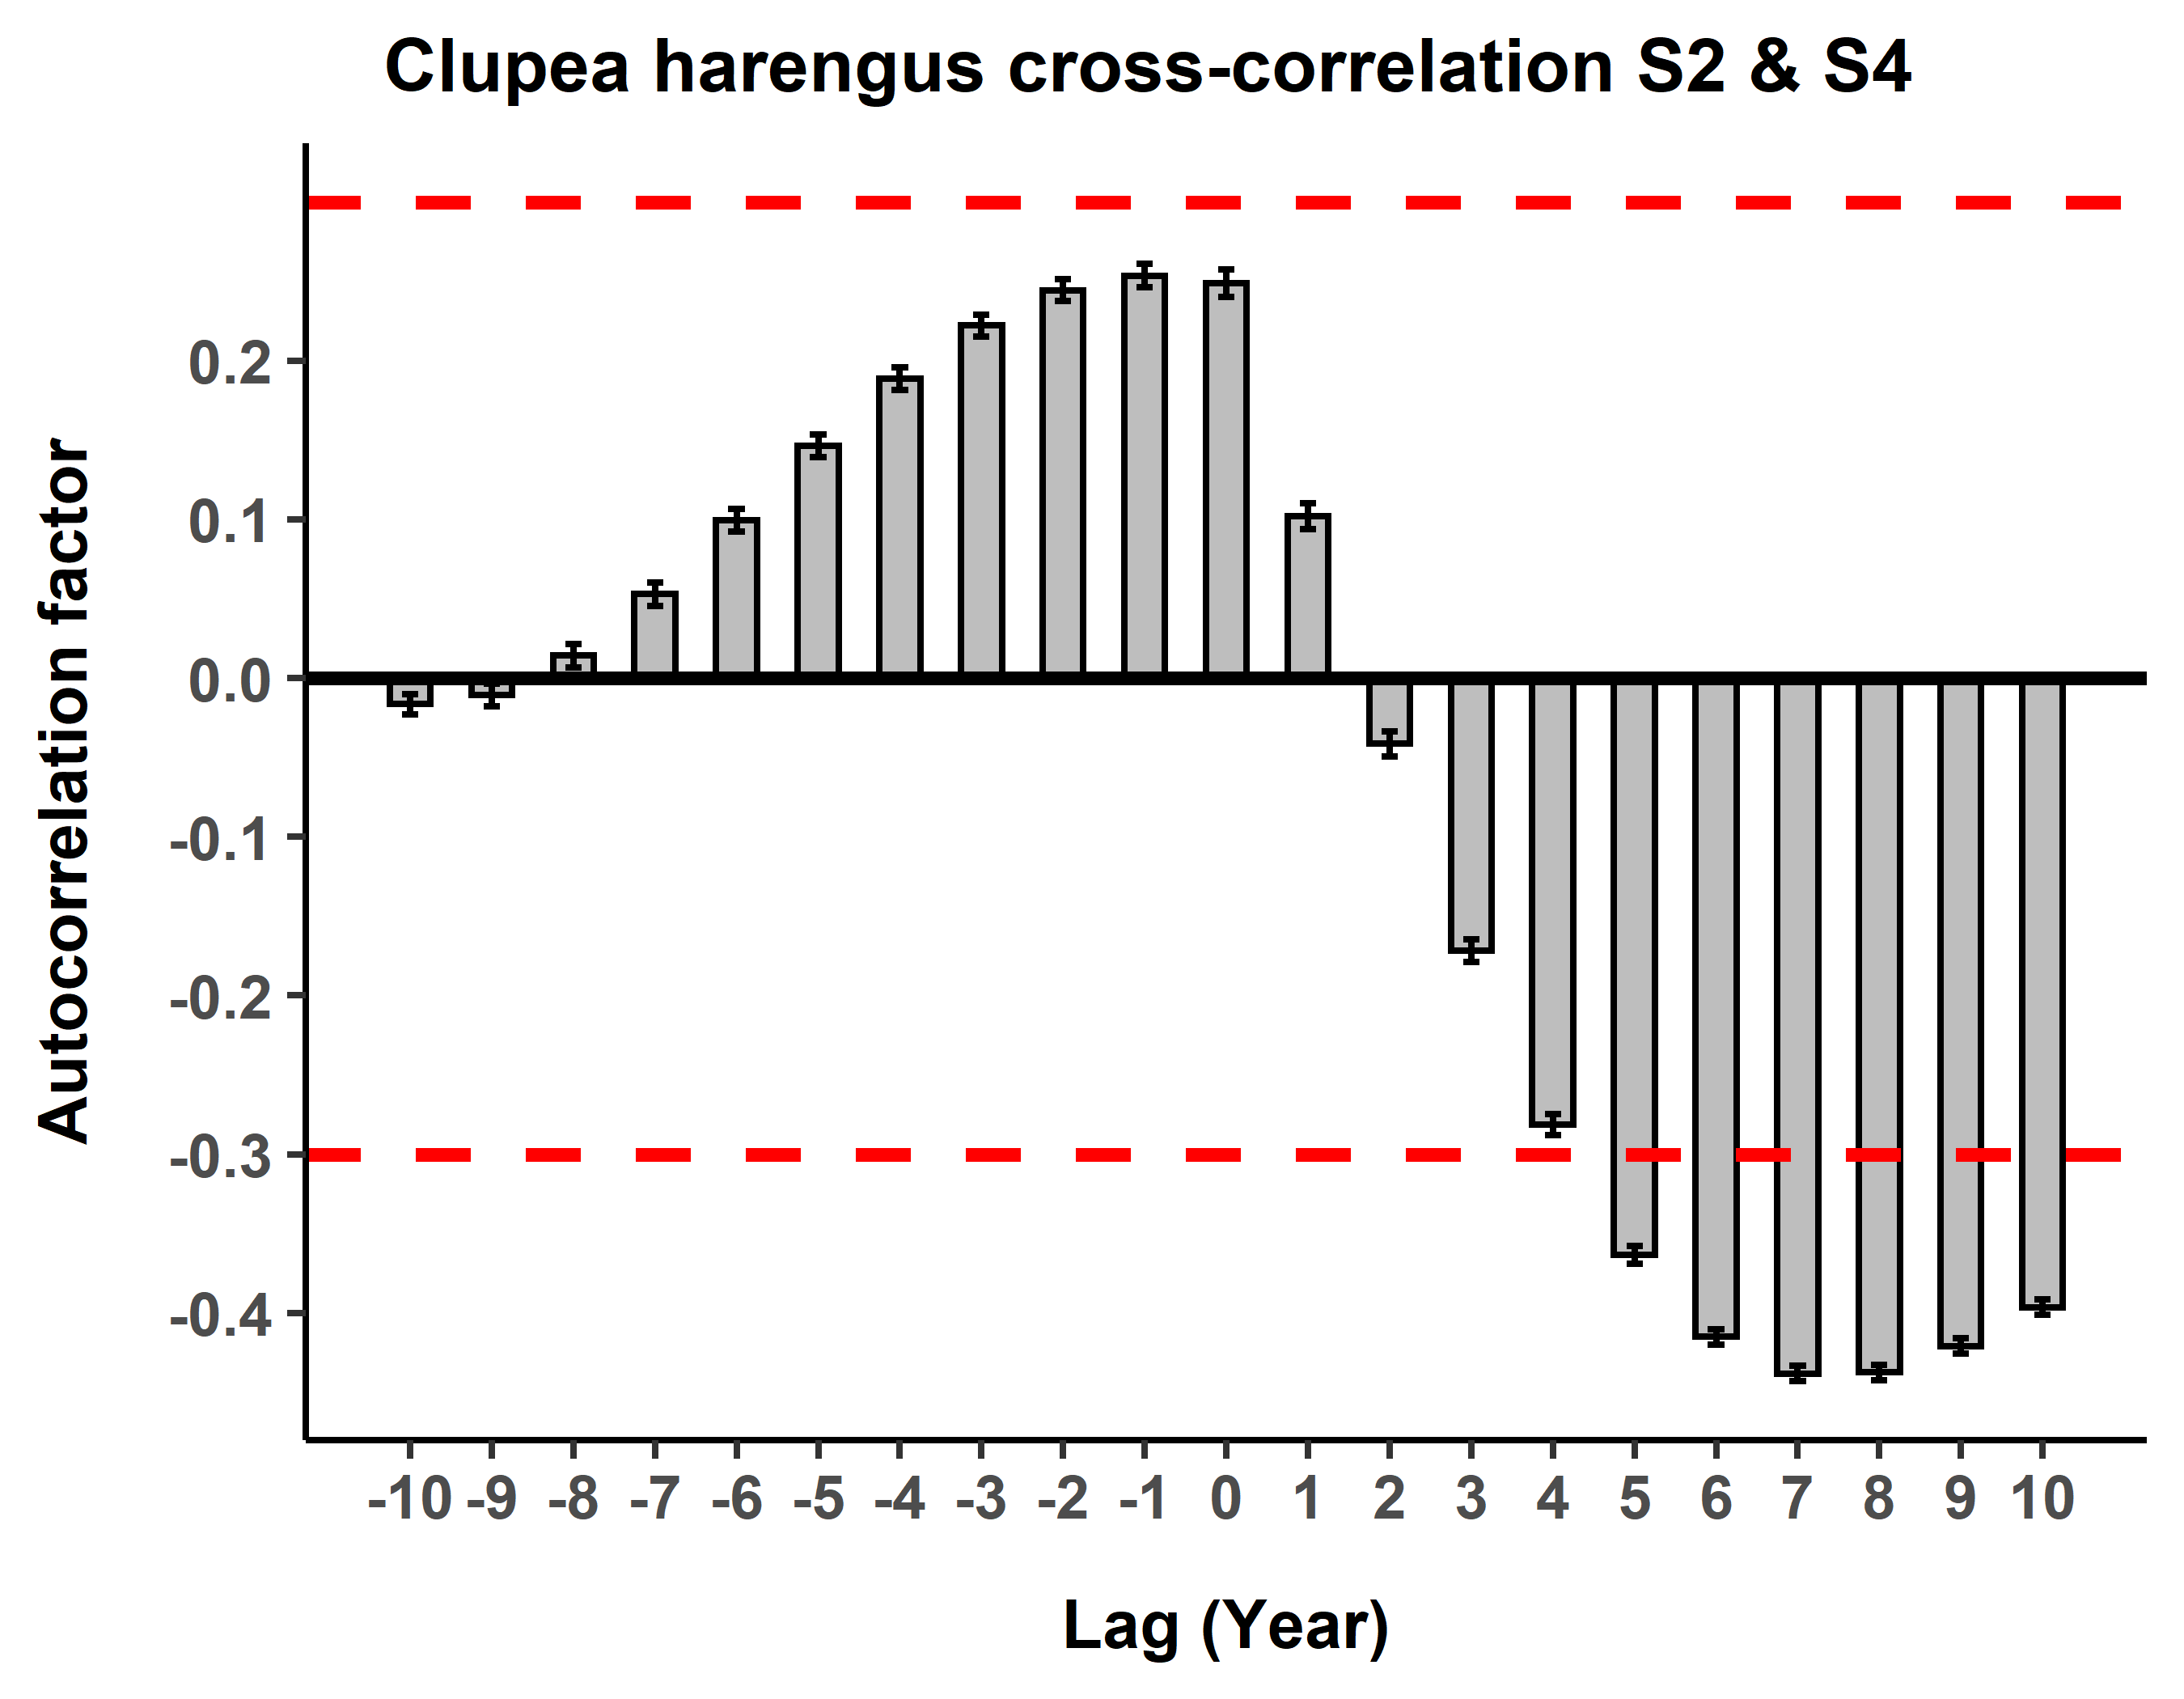 Clupea harengus cross-correlation S2 & S4
Autocorrelation factor
0.2
0.1
0.0
-0.1
-0.2
-0.3
-0.4
-10 -9 -8 -7 -6 -5 -4 -3 -2 -1 0 1 2 3 4 5 6 7 8 9 10
Lag (Year)